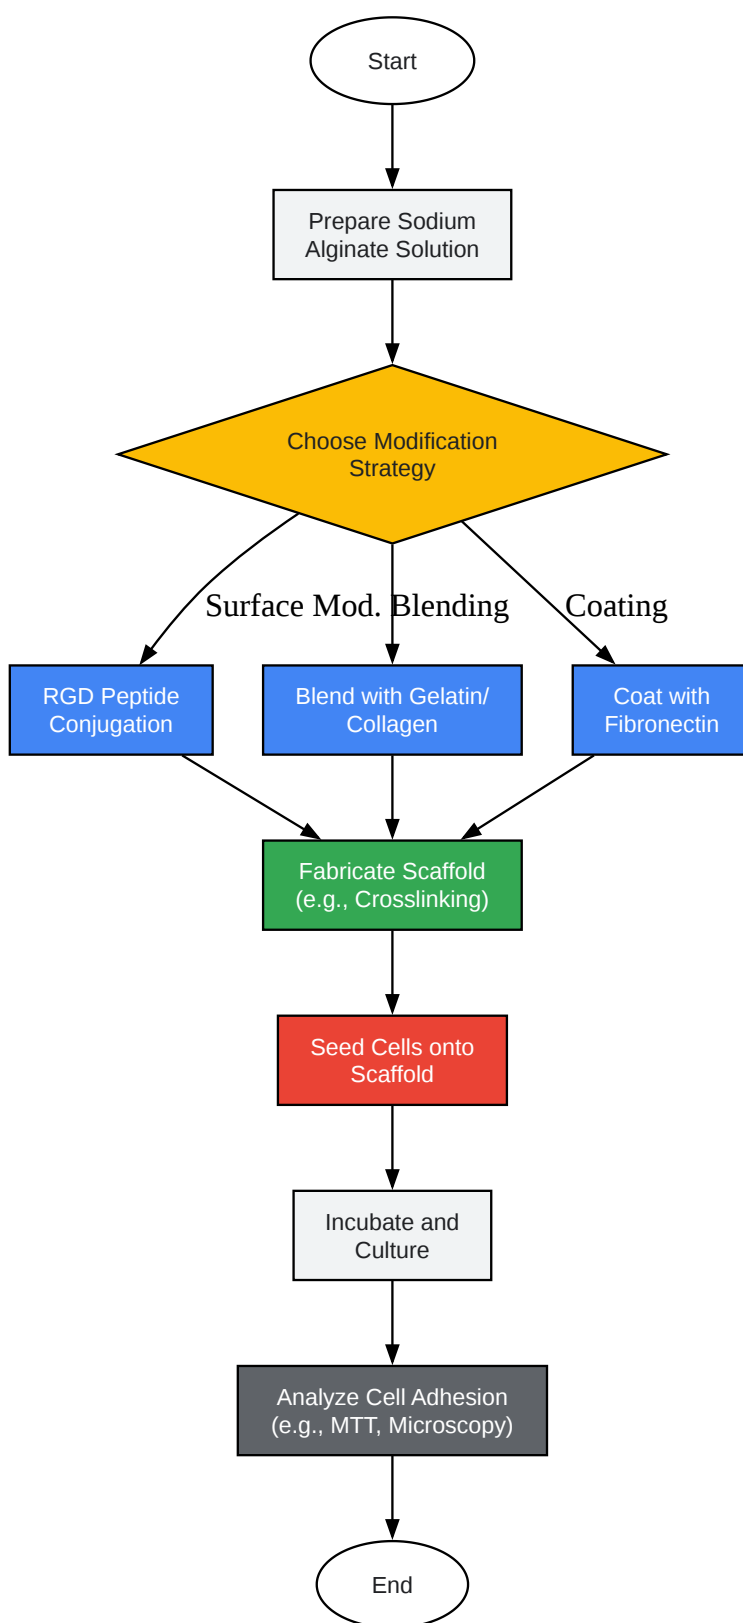 Start
Prepare Sodium
Alginate Solution
Choose Modification
Strategy
Surface Mod.
Blending
Coating
RGD Peptide
Conjugation
Blend with Gelatin/
Collagen
Coat with
Fibronectin
Fabricate Scaffold
(e.g., Crosslinking)
Seed Cells onto
Scaffold
Incubate and
Culture
Analyze Cell Adhesion
(e.g., MTT, Microscopy)
End